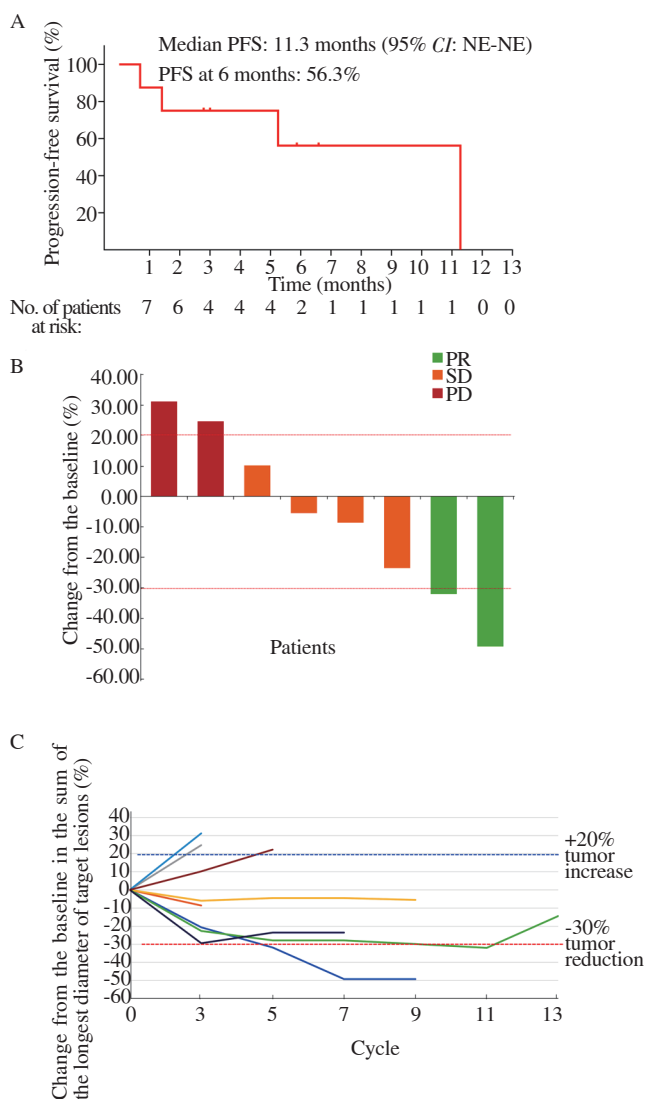 A
Median PFS: 11.3 months (95% CI: NE-NE)
PFS at 6 months: 56.3%
Progression-free survival (%)
100
80
60
40
20
1 2 3 4 5 6 7 8 9 10 11 12 13
Time (months)
No. of patients at risk:
7 6 4 4 4 2 1 1 1 1 1 0 0
B
PR
SD
PD
Change from the baseline (%)
40.00
30.00
20.00
10.00
0.00
-10.00
-20.00
-30.00
-40.00
-50.00
-60.00
Patients
C
Change from the baseline in the sum of
the longest diameter of target lesions (%)
40
30
20
10
0
-10
-20
-30
-40
-50
-60
+20%
tumor
increase
-30%
tumor
reduction
0 3 5 7 9 11 13
Cycle